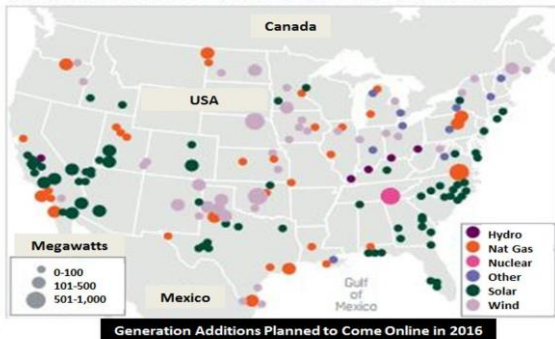 Canada
USA
Megawatts
0-100
101-500
501-1,000
Mexico
Gulf
of
Mexico
Hydro
Nat Gas
Nuclear
Other
Solar
Wind
Generation Additions Planned to Come Online in 2016